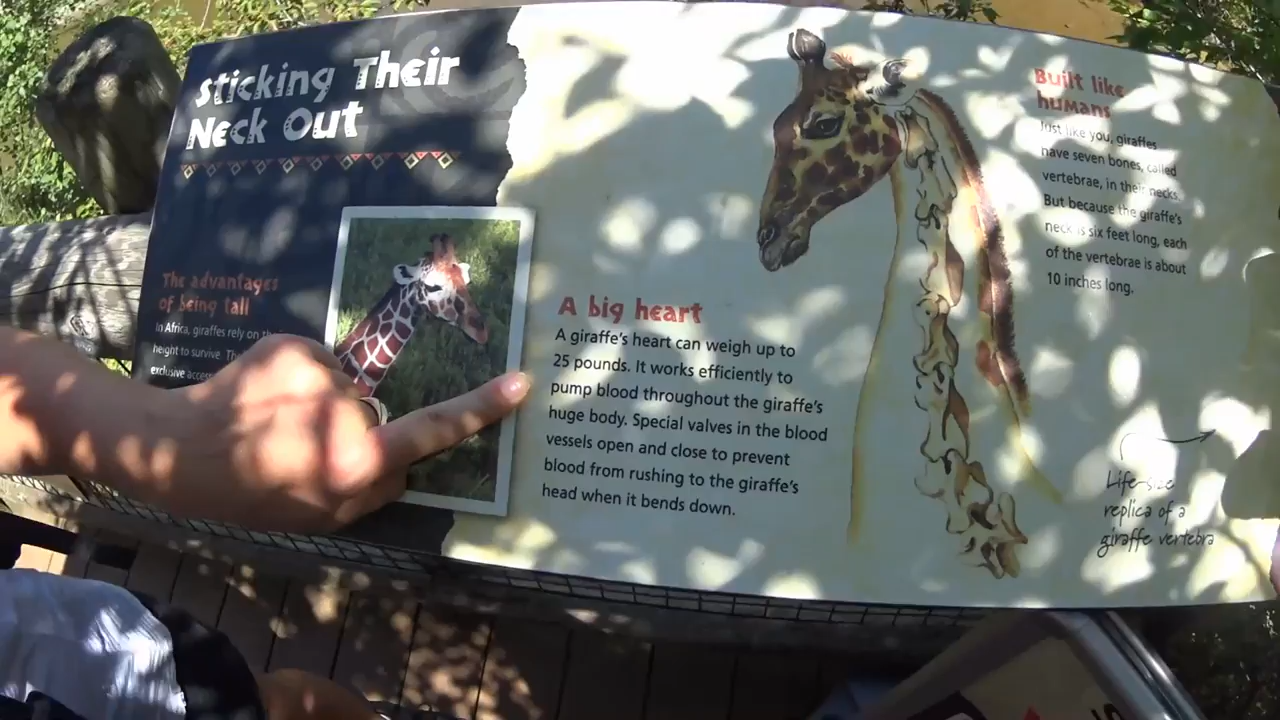 Sticking Their
Neck Out
The advantages
of being tall
In Africa, giraffes rely on
height to survive.
exclusive
A big heart
A giraffe's heart can weigh up to
25 pounds. It works efficiently to
pump blood throughout the giraffe's
huge body. Special valves in the blood
vessels open and close to prevent
blood from rushing to the giraffe's
head when it bends down.
Built like
humans
Just like you, giraffes
have seven bones, called
vertebrae, in their necks.
But because the giraffe's
neck is six feet long, each
of the vertebrae is about
10 inches long.
Life-size
replica of a
giraffe vertebra